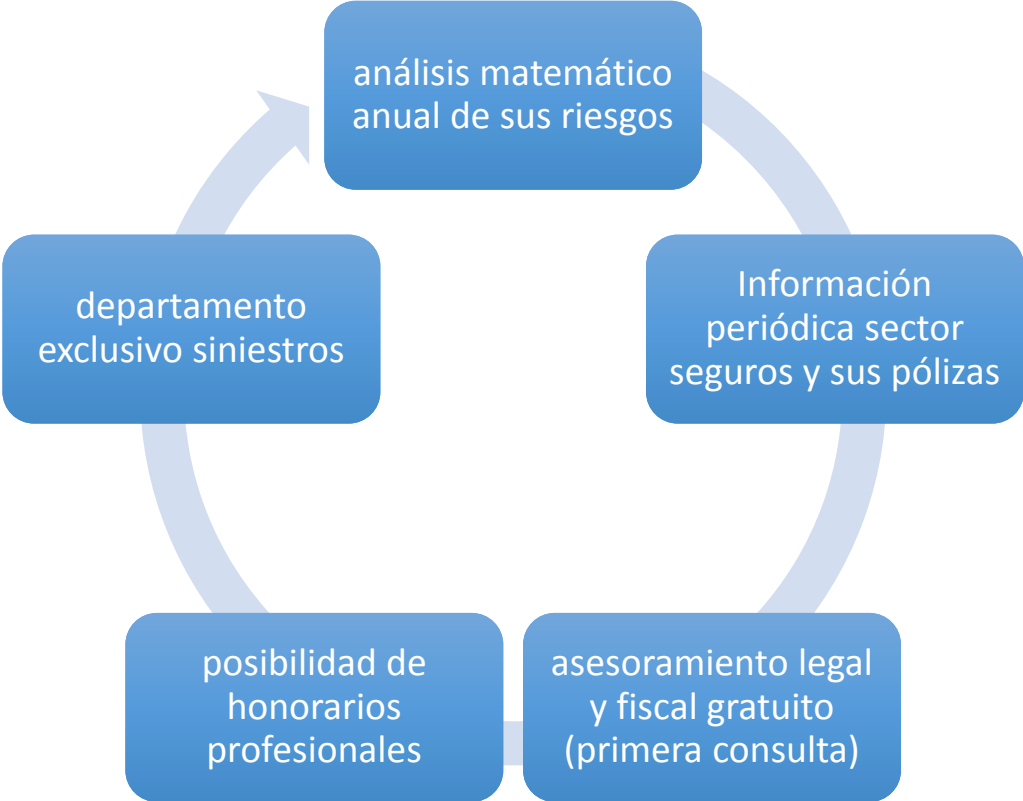 análisis matemático
anual de sus riesgos
Información
periódica sector
seguros y sus pólizas
asesoramiento legal
y fiscal gratuito
(primera consulta)
posibilidad de
honorarios
profesionales
departamento
exclusivo siniestros